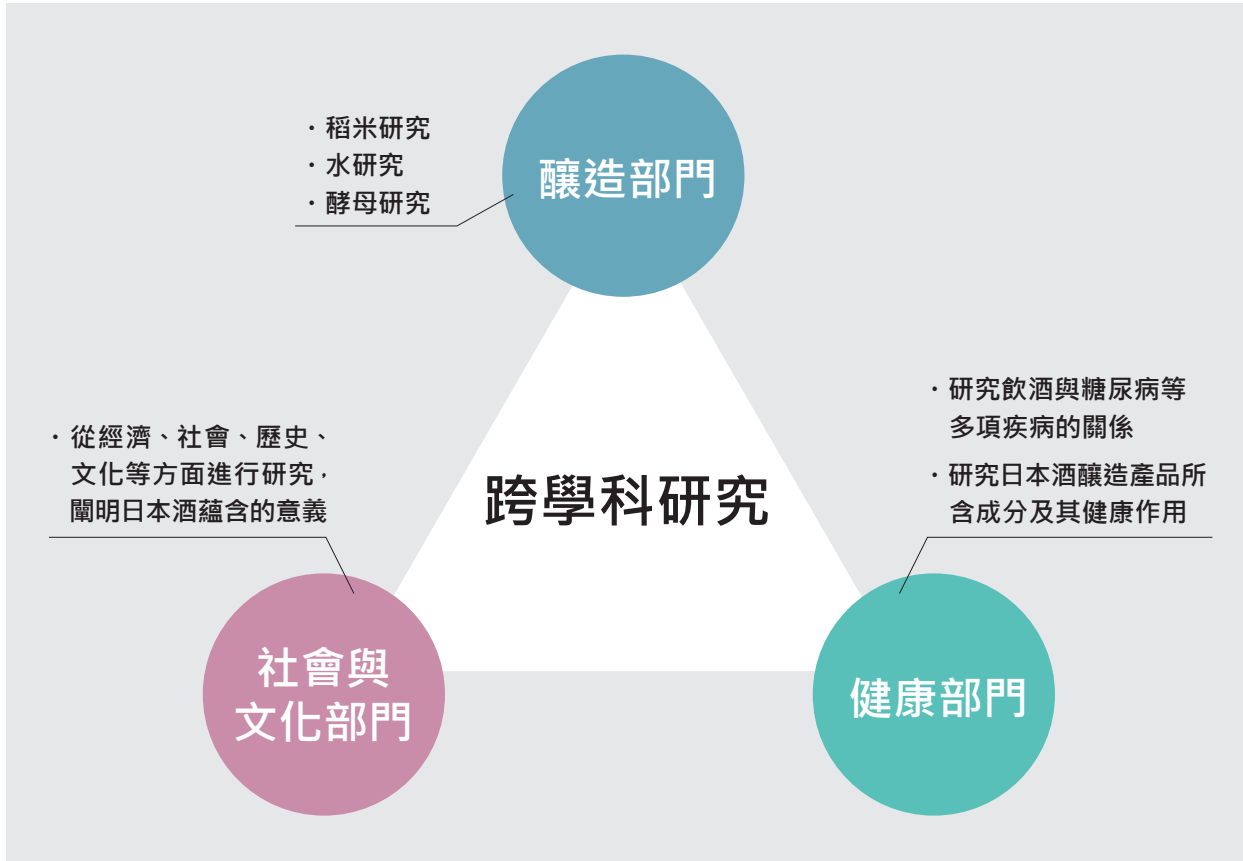 ・稻米研究
・水研究
・酵母研究
釀造部門
・研究飲酒與糖尿病等
多項疾病的關係
・研究日本酒釀造產品所
含成分及其健康作用
・從經濟、社會、歷史、
文化等方面進行研究，
闡明日本酒蘊含的意義
跨學科研究
社會與
文化部門
健康部門